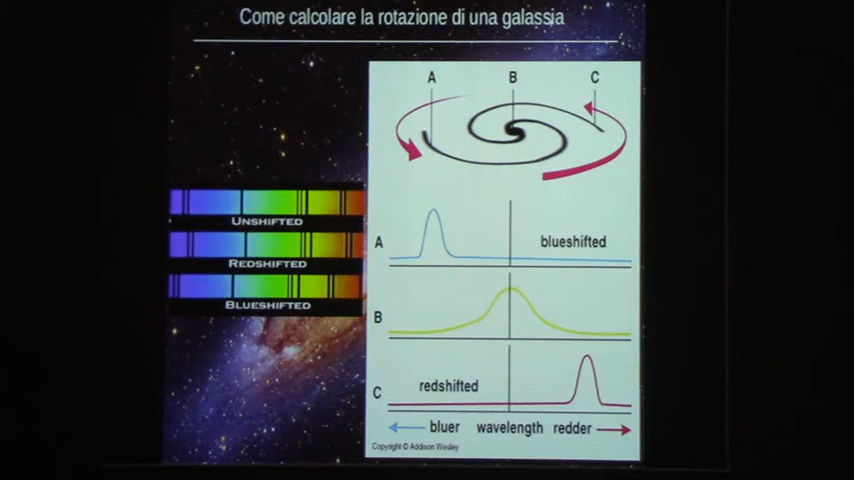 Come calcolare la rotazione di una galassia
A B C
UNSHIFTED
REDSHIFTED
BLUESHIFTED
A blueshifted
B
C redshifted
bluer wavelength redder
Copyright © Addison Wesley